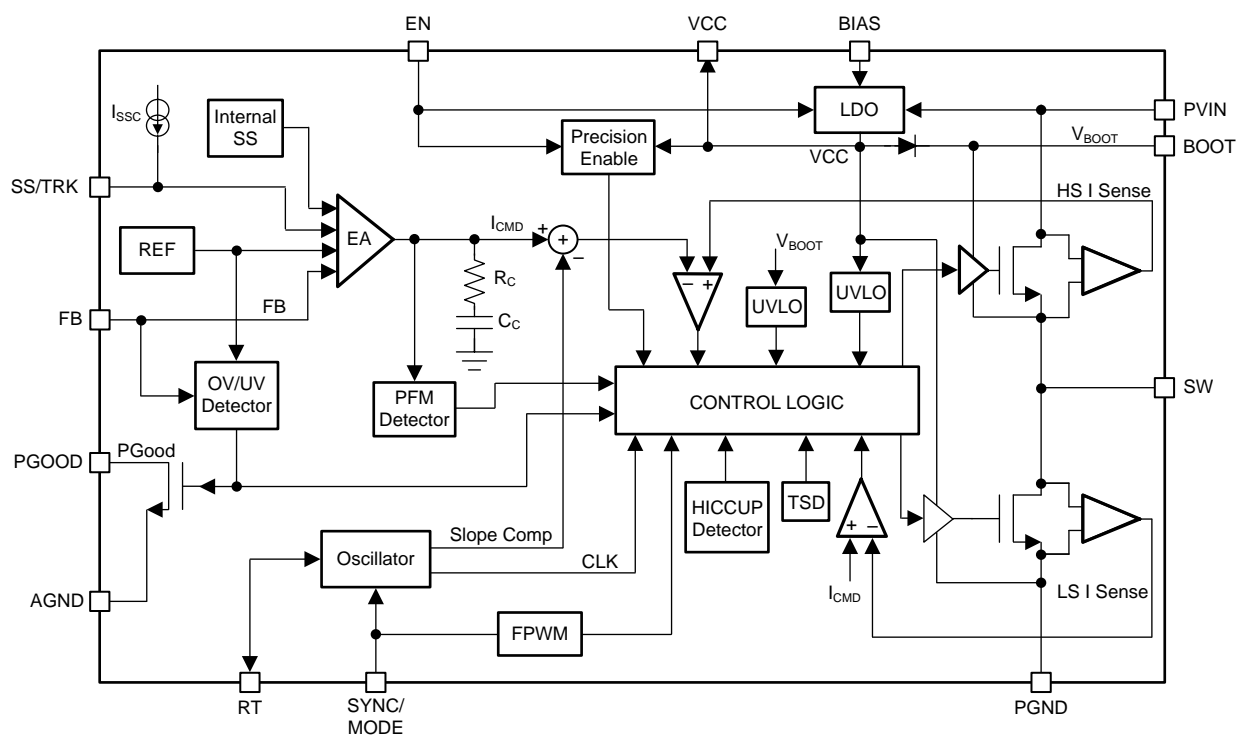 EN
VCC
BIAS
ISSC
Internal
SS
LDO
PVIN
Precision
Enable
VCC
VBOOT
BOOT
SS/TRK
HS I Sense
EA
ICMD
+
+
−
REF
VBOOT
− +
RC
UVLO
UVLO
FB
FB
CC
OV/UV
Detector
PFM
Detector
CONTROL LOGIC
SW
PGood
PGOOD
HICCUP
Detector
TSD
+ −
Slope Comp
Oscillator
CLK
ICMD
LS I Sense
AGND
FPWM
RT
SYNC/
MODE
PGND